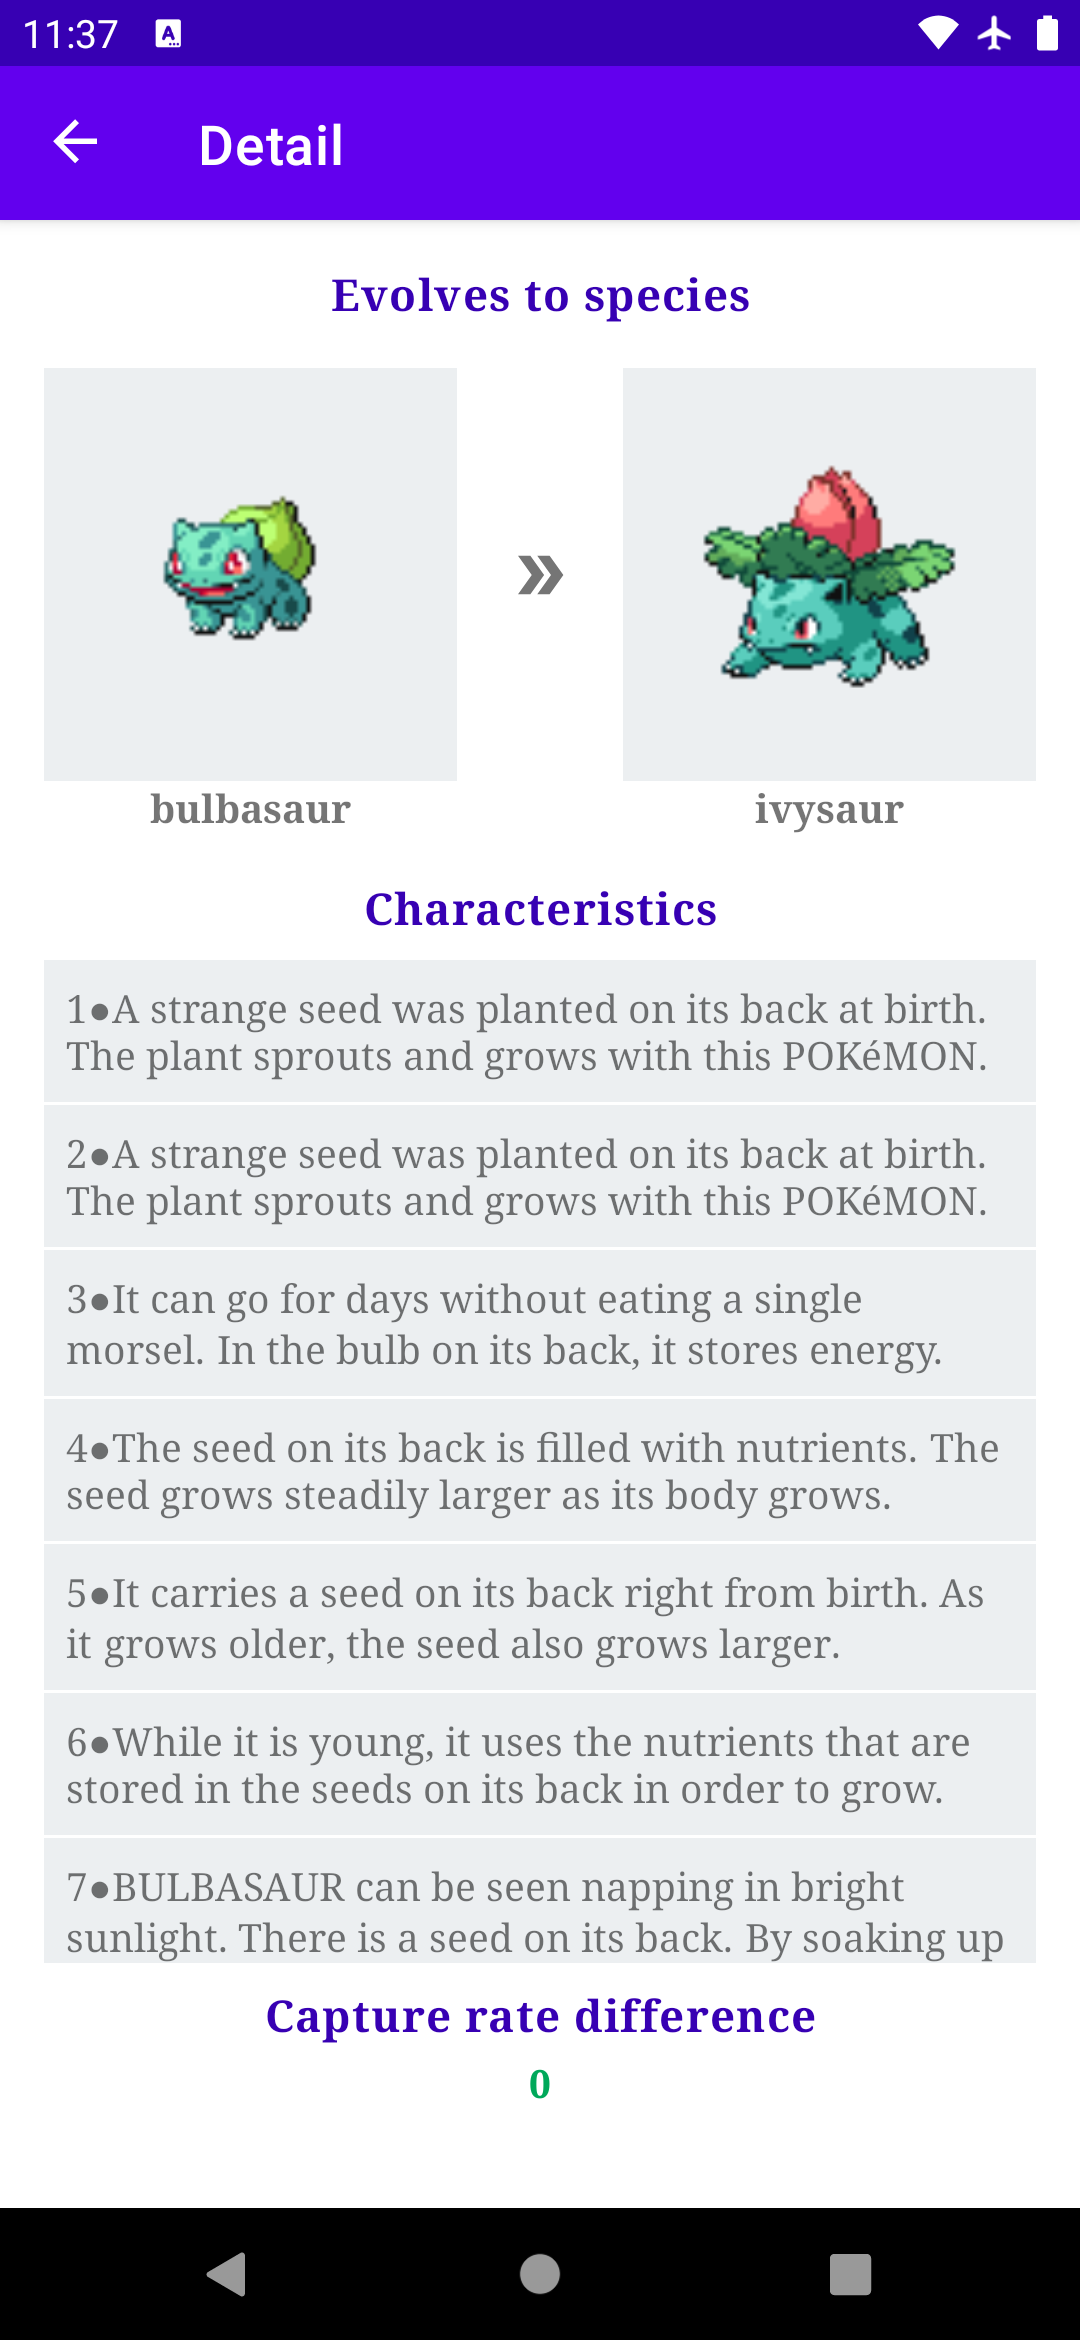 11:37
Detail
Evolves to species
»
bulbasaur
ivysaur
Characteristics
1●A strange seed was planted on its back at birth.
The plant sprouts and grows with this POKéMON.
2●A strange seed was planted on its back at birth.
The plant sprouts and grows with this POKéMON.
3●It can go for days without eating a single
morsel. In the bulb on its back, it stores energy.
4●The seed on its back is filled with nutrients. The
seed grows steadily larger as its body grows.
5●It carries a seed on its back right from birth. As
it grows older, the seed also grows larger.
6●While it is young, it uses the nutrients that are
stored in the seeds on its back in order to grow.
7●BULBASAUR can be seen napping in bright
sunlight. There is a seed on its back. By soaking up
Capture rate difference
0